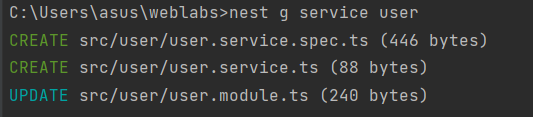 C:\Users\asus\weblabs>nest g service user
CREATE src/user/user.service.spec.ts (446 bytes)
CREATE src/user/user.service.ts (88 bytes)
UPDATE src/user/user.module.ts (240 bytes)